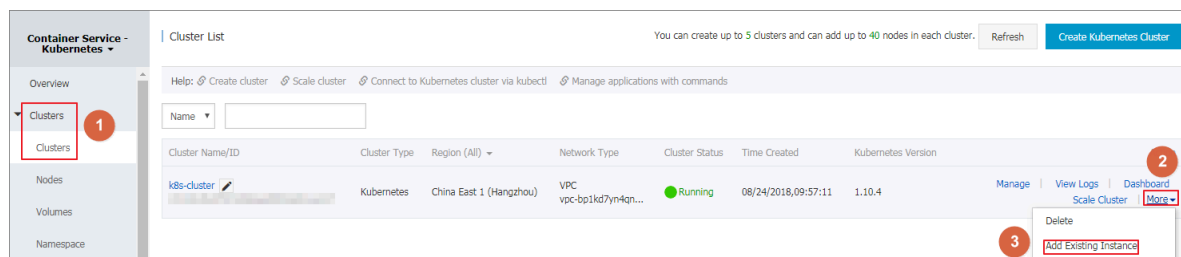 Container Service -
Kubernetes
Cluster List
You can create up to 5 clusters and can add up to 40 nodes in each cluster.
Refresh
Create Kubernetes Cluster
Overview
Help: Create cluster Scale cluster Connect to Kubernetes cluster via kubectl Manage applications with commands
Clusters
1
Name
Clusters
Cluster Name/ID Cluster Type Region (All) Network Type Cluster Status Time Created Kubernetes Version
2
Nodes
k8s-cluster Kubernetes China East 1 (Hangzhou) VPC
vpc-bp1kd7yn4qn...
Running 08/24/2018,09:57:11 1.10.4
Manage View Logs Dashboard
Scale Cluster More
Volumes
Delete
Namespace
3
Add Existing Instance